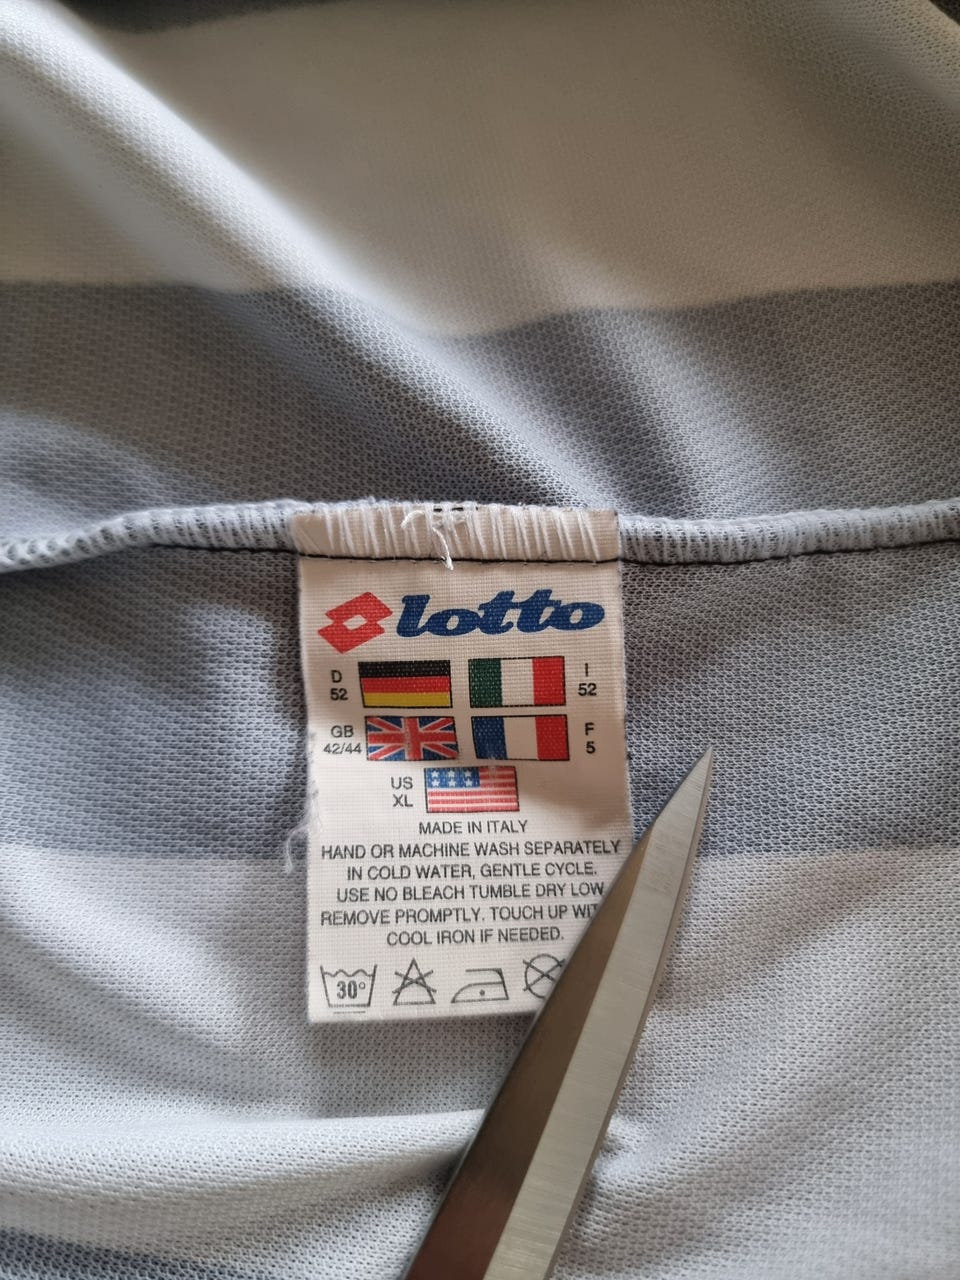 lotto
D
52
I
52
GB
42/44
F
5
US
XL
MADE IN ITALY
HAND OR MACHINE WASH SEPARATELY
IN COLD WATER, GENTLE CYCLE.
USE NO BLEACH TUMBLE DRY LOW
REMOVE PROMPTLY. TOUCH UP
COOL IRON IF NEEDED.
30°